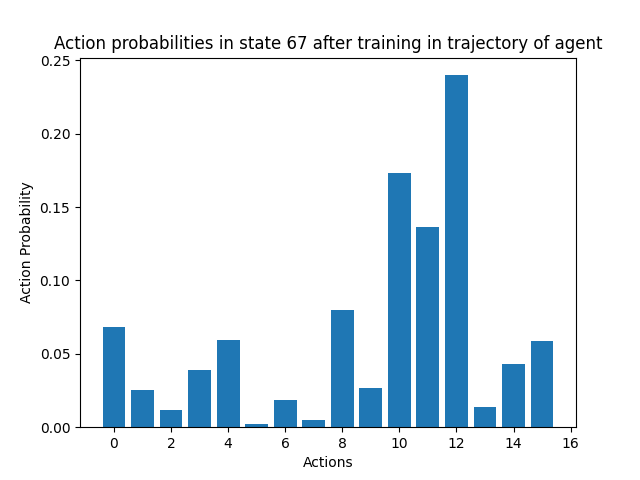 Action probabilities in state 67 after training in trajectory of agent
0.25
0.20
0.15
0.10
0.05
0.00
Action Probability
0 2 4 6 8 10 12 14 16
Actions